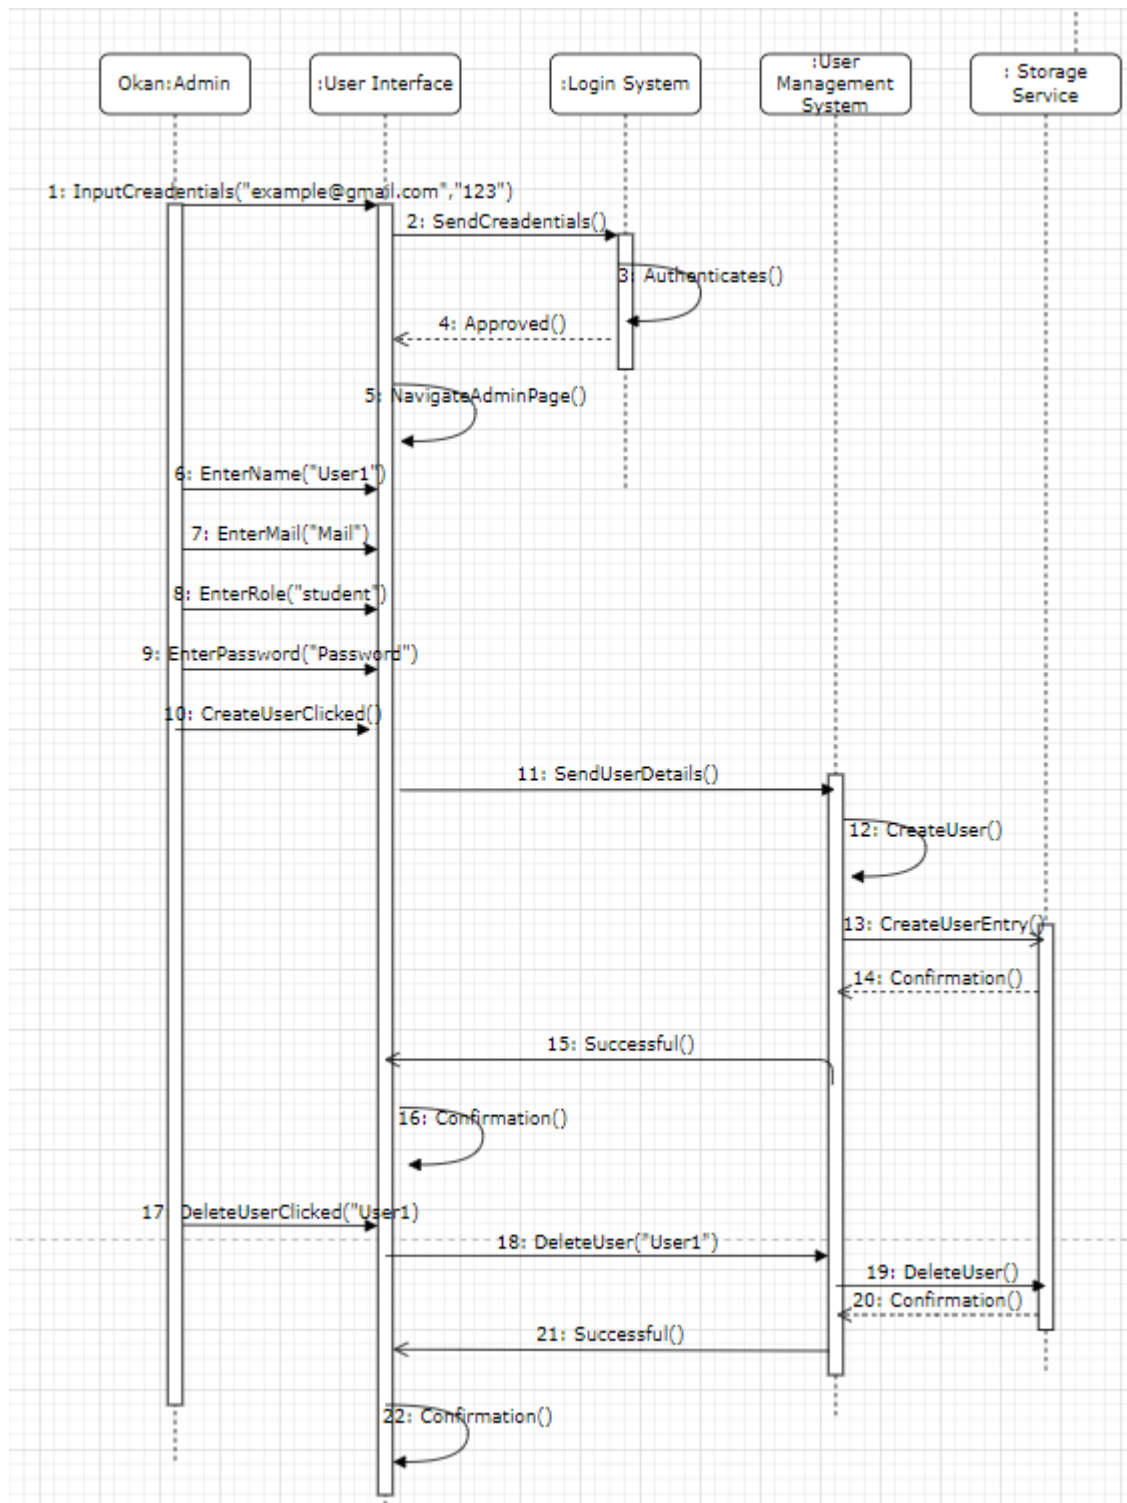 Okan:Admin
:User Interface
:Login System
:User
Management
System
: Storage
Service
1: InputCreadentials("example@gmail.com","123")
2: SendCreadentials()
3: Authenticates()
4: Approved()
5: NavigateAdminPage()
6: EnterName("User1")
7: EnterMail("Mail")
8: EnterRole("student")
9: EnterPassword("Password")
10: CreateUserClicked()
11: SendUserDetails()
12: CreateUser()
13: CreateUserEntry()
14: Confirmation()
15: Successful()
16: Confirmation()
17: DeleteUserClicked("User1)
18: DeleteUser("User1")
19: DeleteUser()
20: Confirmation()
21: Successful()
22: Confirmation()